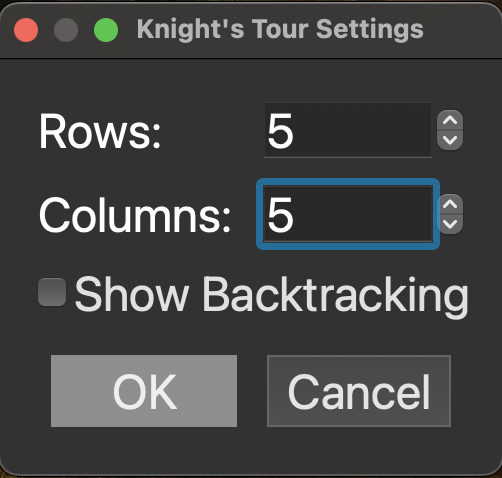 Knight's Tour Settings
Rows: 5
Columns: 5
Show Backtracking
OK Cancel